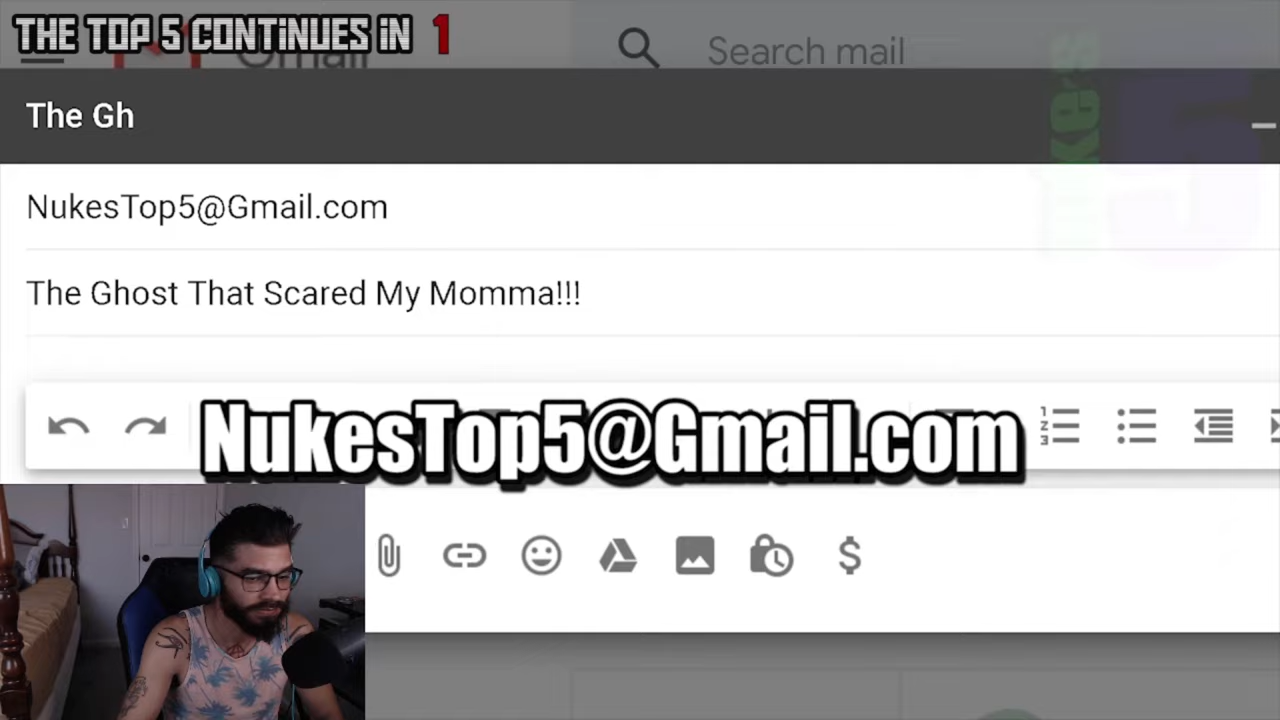 THE TOP 5 CONTINUES IN 1
Gmail
Search mail
The Gh
NukesTop5@Gmail.com
The Ghost That Scared My Momma!!!
NukesTop5@Gmail.com